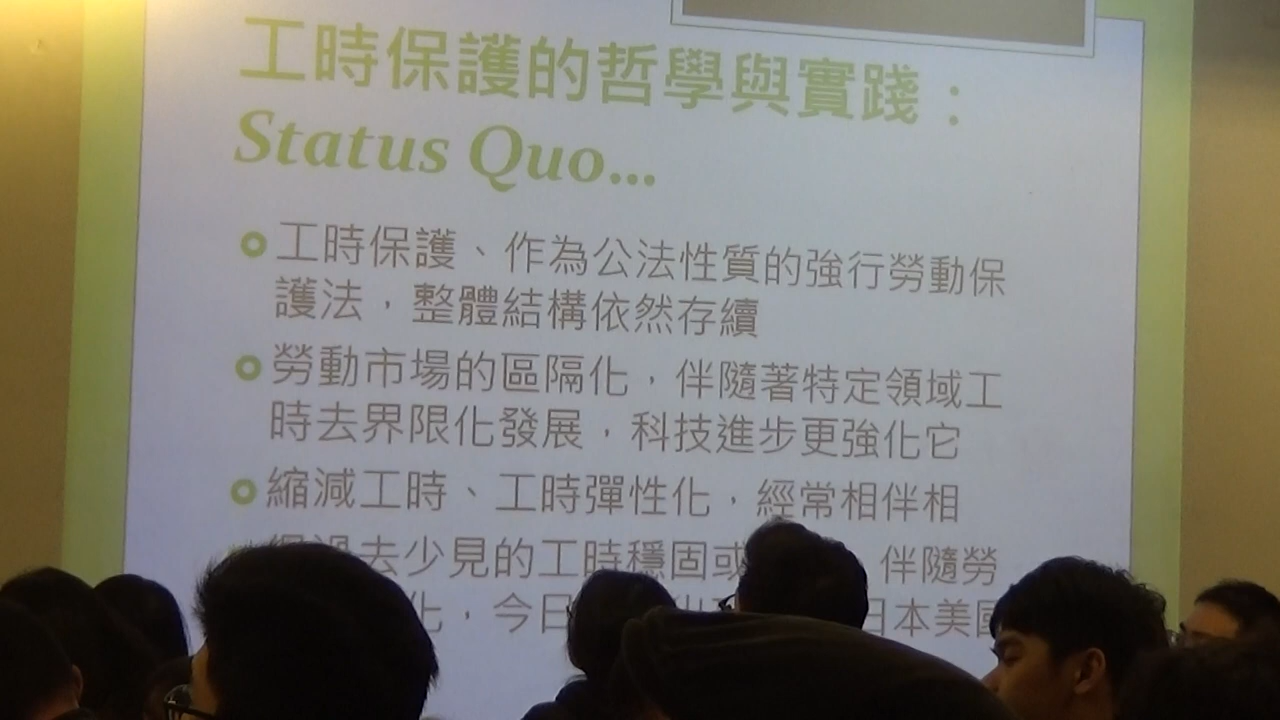 工時保護的哲學與實踐：
Status Quo...
工時保護、作為公法性質的強行勞動保
護法，整體結構依然存續
勞動市場的區隔化，伴隨著特定領域工
時去界限化發展，科技進步更強化它
縮減工時、工時彈性化，經常相伴相
過去少見的工時穩固或 伴隨勞
化，今日 日本美國